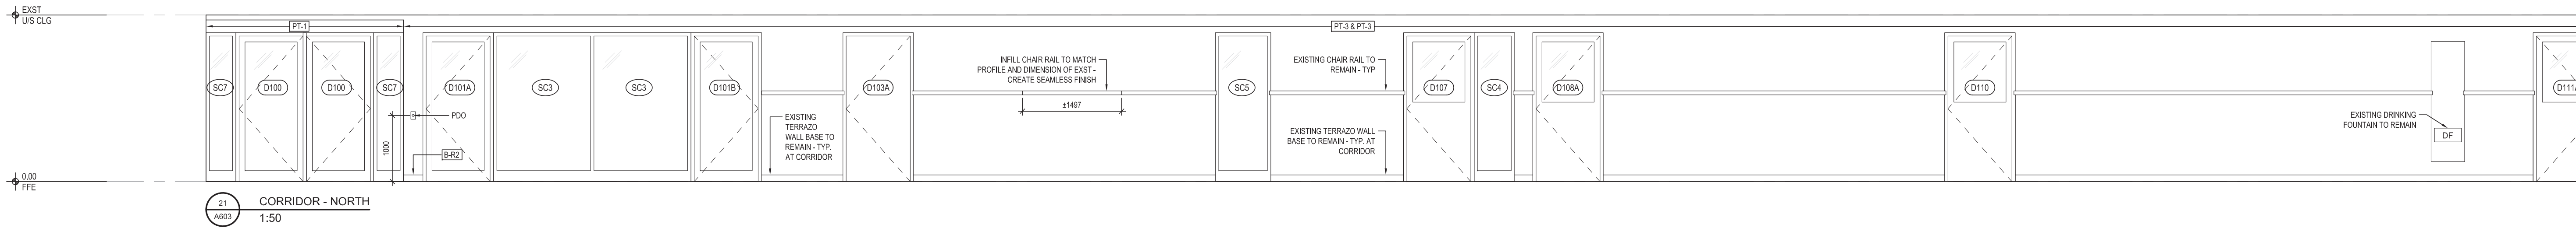 EXST
U/S CLG
PT-1
PT-3 & PT-3
SC7
D100
D100
SC7
D101A
SC3
SC3
D101B
D103A
INFILL CHAIR RAIL TO MATCH
PROFILE AND DIMENSION OF EXST -
CREATE SEAMLESS FINISH
±1497
SC5
EXISTING CHAIR RAIL TO
REMAIN - TYP
D107
SC4
D108A
D110
D111A
PDO
1000
B-R2
EXISTING
TERRAZO
WALL BASE TO
REMAIN - TYP.
AT CORRIDOR
EXISTING TERRAZO WALL
BASE TO REMAIN - TYP. AT
CORRIDOR
EXISTING DRINKING
FOUNTAIN TO REMAIN
DF
0.00
FFE
21
A603
CORRIDOR - NORTH
1:50